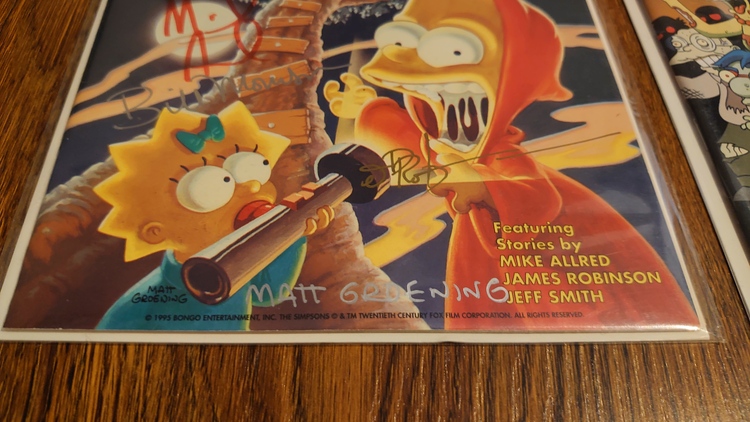 Featuring
Stories by
MIKE ALLRED
JAMES ROBINSON
JEFF SMITH
MATT
GROENING
MATT GROENING
© 1995 BONGO ENTERTAINMENT, INC. THE SIMPSONS © & TM TWENTIETH CENTURY FOX FILM CORPORATION. ALL RIGHTS RESERVED.